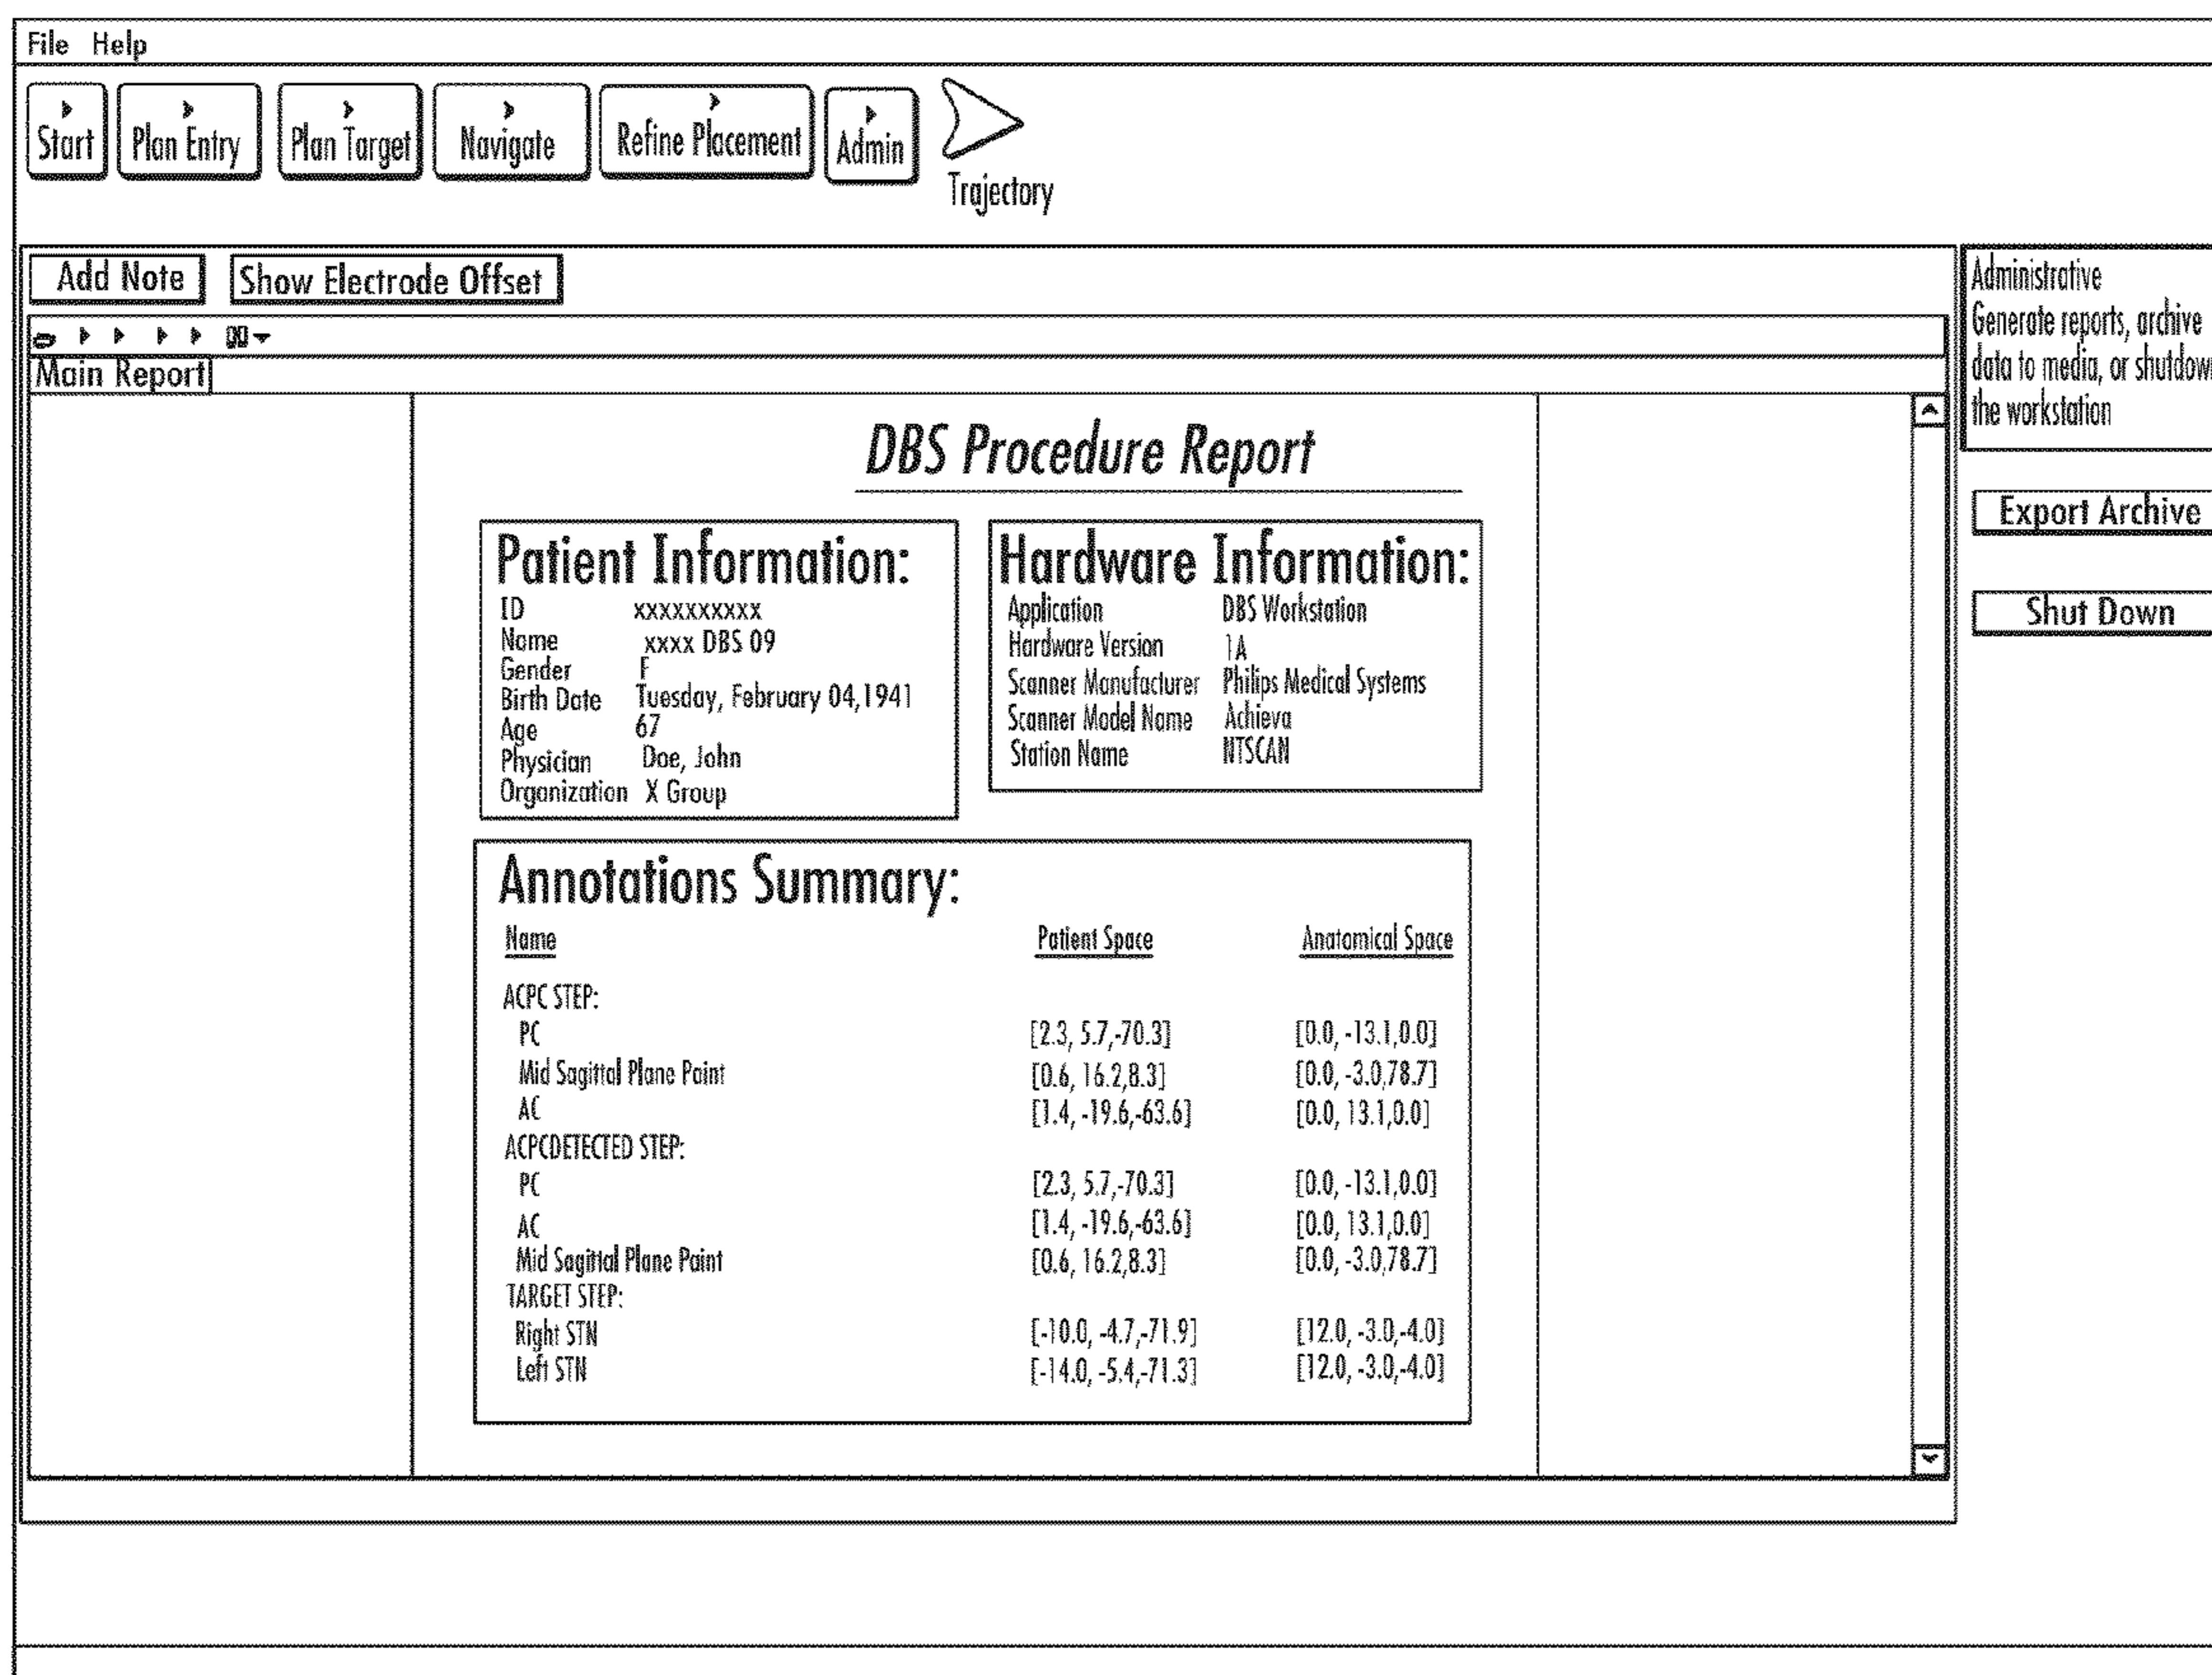 File Help
Start
Plan Entry
Plan Target
Navigate
Refine Placement
Admin
Trajectory
Add Note
Show Electrode Offset
Main Report
Administrative
Generate reports, archive
data to media, or shutdown
the workstation
Export Archive
Shut Down
DBS Procedure Report
Patient Information:
ID xxxxxxxxxx
Name xxxx DBS 09
Gender F
Birth Date Tuesday, February 04,1941
Age 67
Physician Doe, John
Organization X Group
Hardware Information:
Application DBS Workstation
Hardware Version 1A
Scanner Manufacturer Philips Medical Systems
Scanner Model Name Achieva
Station Name NTSCAN
Annotations Summary:
Name Patient Space Anatomical Space
ACPC STEP:
PC [2.3, 5.7,-70.3] [0.0, -13.1,0.0]
Mid Sagittal Plane Point [0.6, 16.2,8.3] [0.0, -3.0,78.7]
AC [1.4, -19.6,-63.6] [0.0, 13.1,0.0]
ACPCDETECTED STEP:
PC [2.3, 5.7,-70.3] [0.0, -13.1,0.0]
AC [1.4, -19.6,-63.6] [0.0, 13.1,0.0]
Mid Sagittal Plane Point [0.6, 16.2,8.3] [0.0, -3.0,78.7]
TARGET STEP:
Right STN [-10.0, -4.7,-71.9] [12.0, -3.0,-4.0]
Left STN [-14.0, -5.4,-71.3] [12.0, -3.0,-4.0]